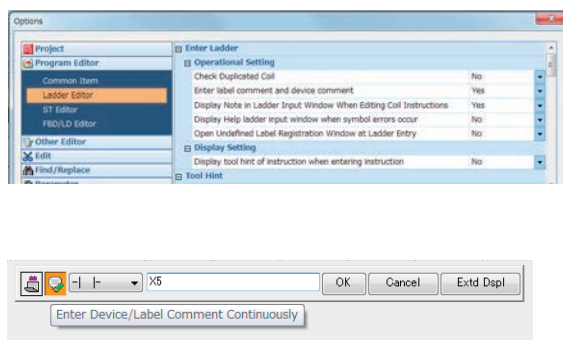 Options
Project
Program Editor
Common Item
Ladder Editor
ST Editor
FBD/LD Editor
Other Editor
Edit
Find/Replace
Parameter
Enter Ladder
Operational Setting
Check Duplicated Coil No
Enter label comment and device comment Yes
Display Note in Ladder Input Window When Editing Coil Instructions Yes
Display Help ladder input window when symbol errors occur No
Open Undefined Label Registration Window at Ladder Entry No
Display Setting
Display tool hint of instruction when entering instruction No
Tool Hint
X5 OK Cancel Extd Dspl
Enter Device/Label Comment Continuously